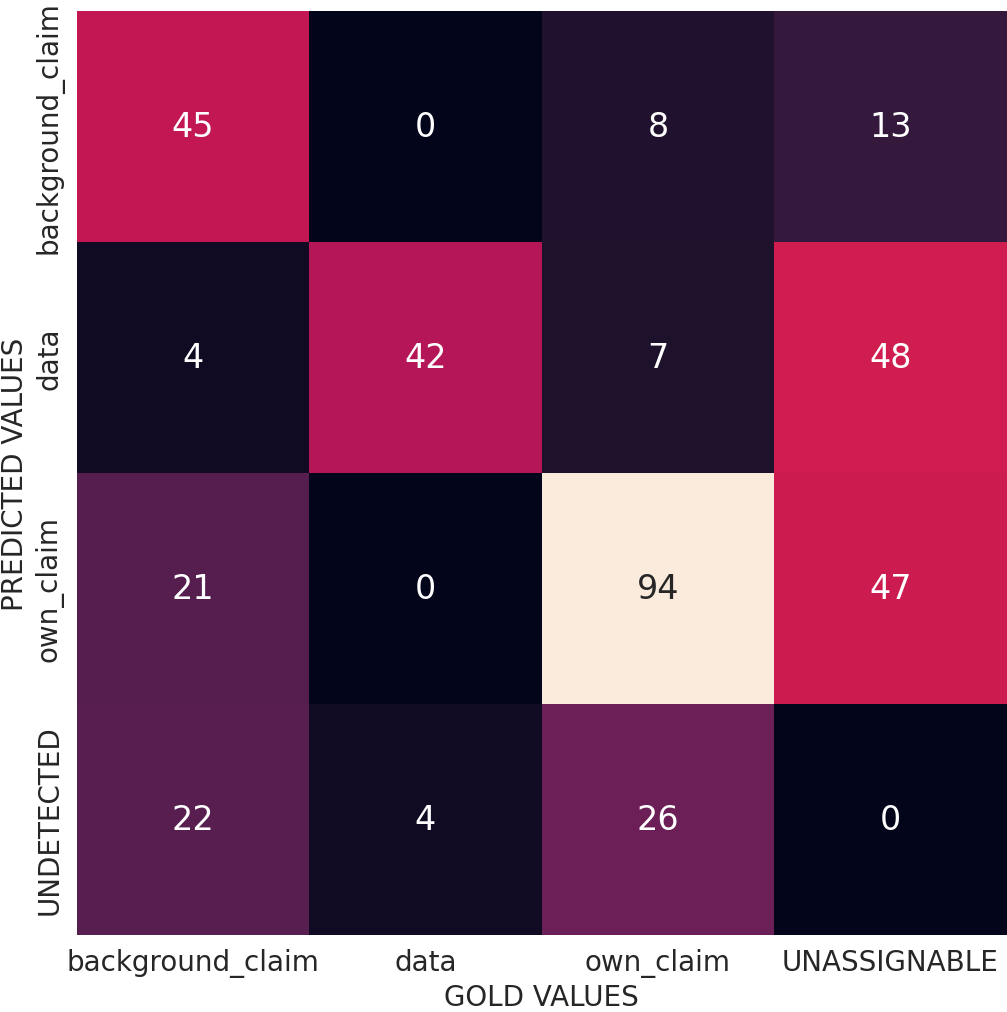 PREDICTED VALUES
background_claim
45 0 8 13
data
4 42 7 48
own_claim
21 0 94 47
UNDETECTED
22 4 26 0
background_claim data own_claim UNASSIGNABLE
GOLD VALUES